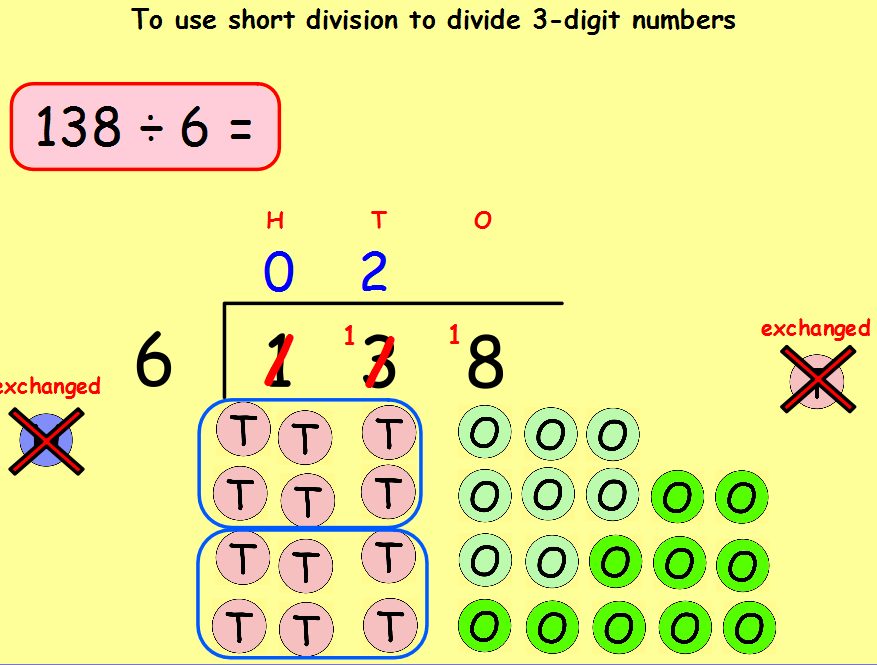 To use short division to divide 3-digit numbers
138 ÷ 6 =
H T O
0 2
exchanged
6 1 1 3 1 8
exchanged
T T T O O O
T T T O O O O O
T T T O O O O O
T T T O O O O O